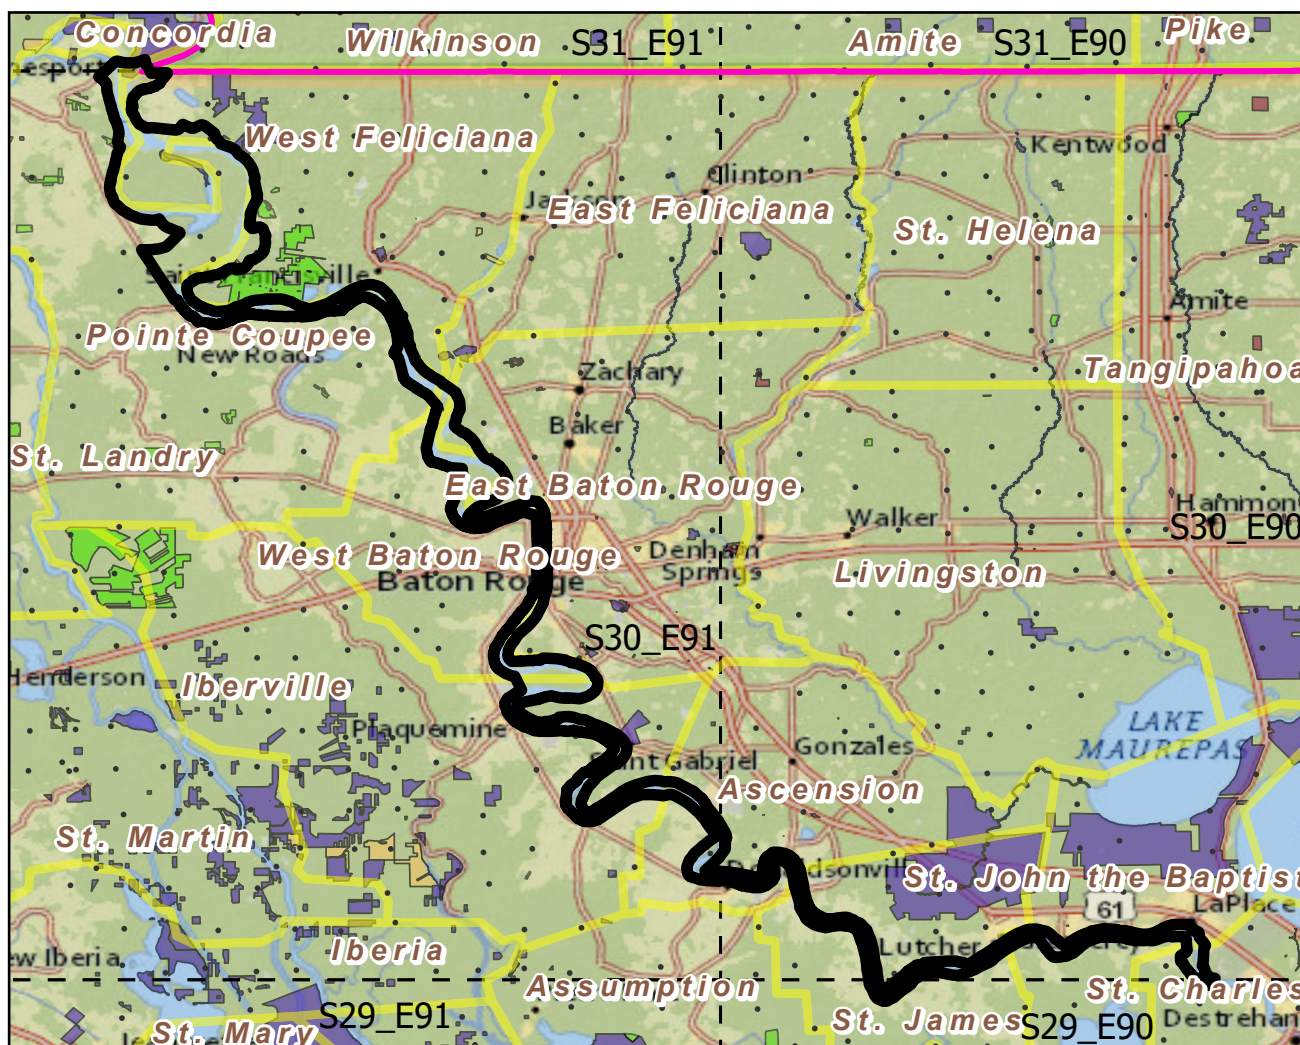 Concordia
Wilkinson
S31_E91
Amite
S31_E90
Pike
West Feliciana
Kentwood
Clinton
East Feliciana
St. Helena
Amite
Pointe Coupee
New Roads
Zachary
Tangipahoa
Baker
St. Landry
East Baton Rouge
Walker
S30_E90
West Baton Rouge
Denham
Springs
Livingston
Baton Rouge
S30_E91
Henderson
Iberville
Plaquemine
LAKE
MAUREPAS
Gonzales
Gabriel
Ascension
St. Martin
St. John the Baptist
61
LaPlace
Lutcher
Iberia
Iberia
Assumption
St. Charles
S29_E91
St. James
S29_E90
Destrehan
St. Mary